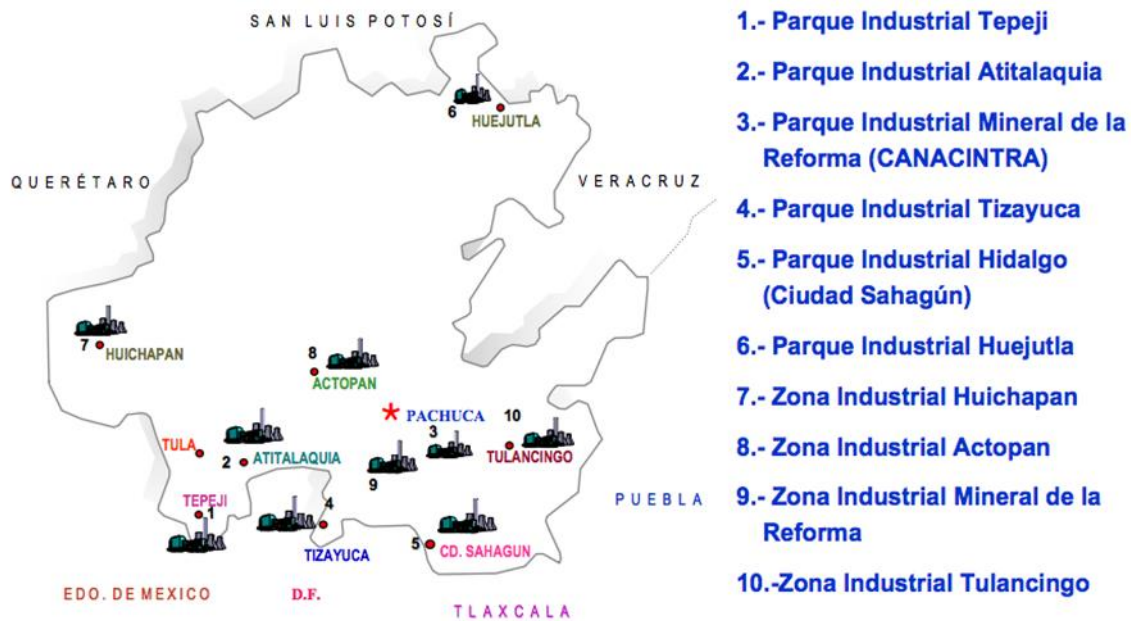 SAN LUIS POTOSÍ
6
HUEJUTLA
QUERÉTARO
VERACRUZ
7
HUICHAPAN
8
ACTOPAN
PACHUCA
10
3
TULA
2
ATITALAQUIA
TULANCINGO
9
TEPEJI
1
4
PUEBLA
TIZAYUCA
5
CD. SAHAGUN
EDO. DE MEXICO
D.F.
TLAXCALA
1.- Parque Industrial Tepeji
2.- Parque Industrial Atitalaquia
3.- Parque Industrial Mineral de la
Reforma (CANACINTRA)
4.- Parque Industrial Tizayuca
5.- Parque Industrial Hidalgo
(Ciudad Sahagún)
6.- Parque Industrial Huejutla
7.- Zona Industrial Huichapan
8.- Zona Industrial Actopan
9.- Zona Industrial Mineral de la
Reforma
10.-Zona Industrial Tulancingo